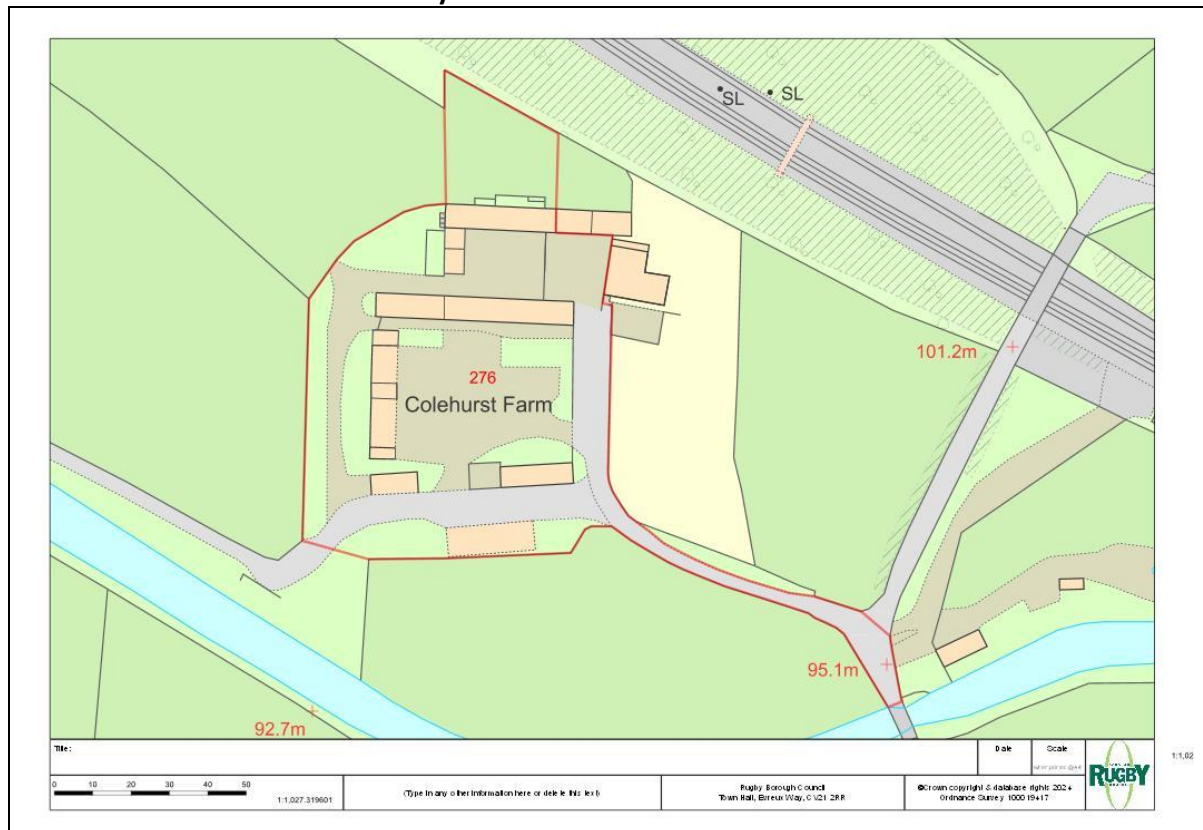 SL
SL
101.2m
276
Colehurst Farm
95.1m
92.7m
Title:
Date
Scale
0 10 20 30 40 50
1:1,027.319601
(Type in any other information here or delete this text)
Rugby Borough Council
Town Hall, Evreux Way, CV21 2RR
©Crown copyright & database rights 2024
Ordnance Survey 100019417
RUGBY
1:1,02